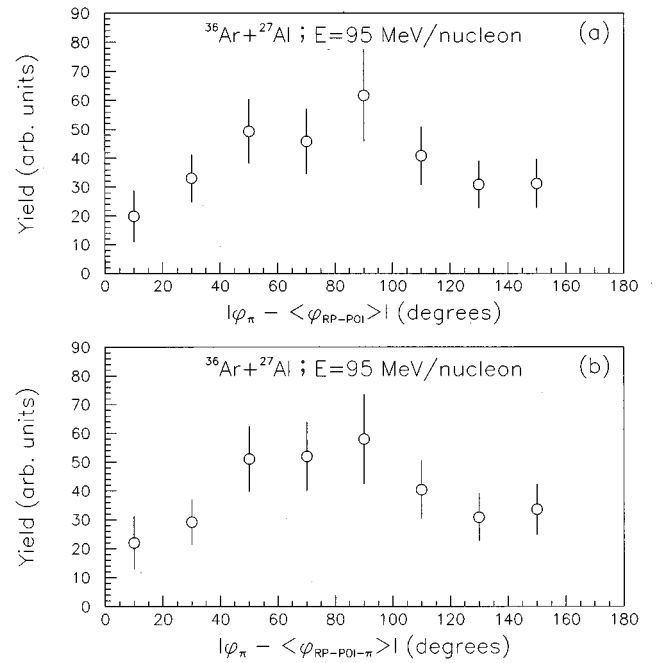 ³⁶Ar+²⁷Al ; E=95 MeV/nucleon
(a)
Yield (arb. units)
90
80
70
60
50
40
30
20
10
0
0 20 40 60 80 100 120 140 160 180
|φπ − <φRP-POI>| (degrees)
³⁶Ar+²⁷Al ; E=95 MeV/nucleon
(b)
Yield (arb. units)
90
80
70
60
50
40
30
20
10
0
0 20 40 60 80 100 120 140 160 180
|φπ − <φRP-POI-π>| (degrees)